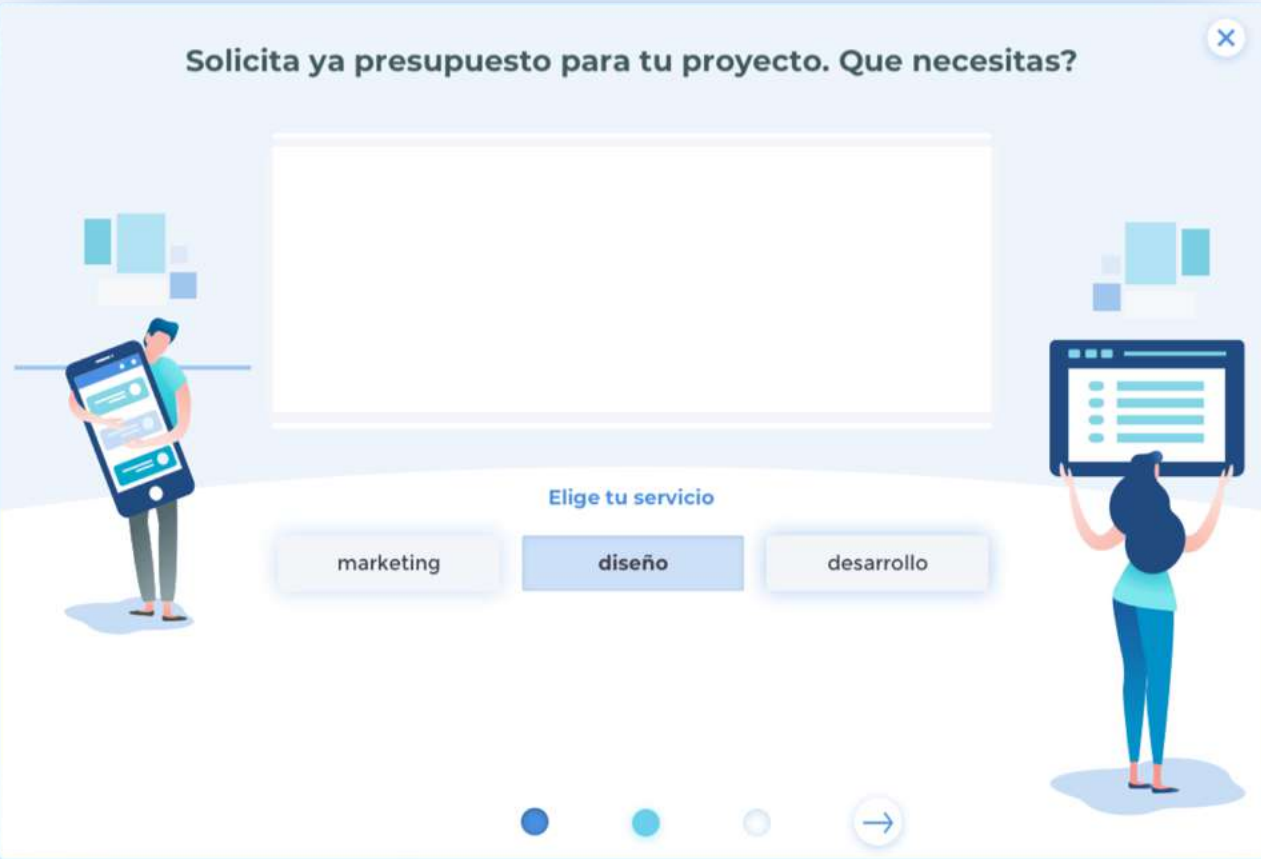 Solicita ya presupuesto para tu proyecto. Que necesitas?
Elige tu servicio
marketing
diseño
desarrollo